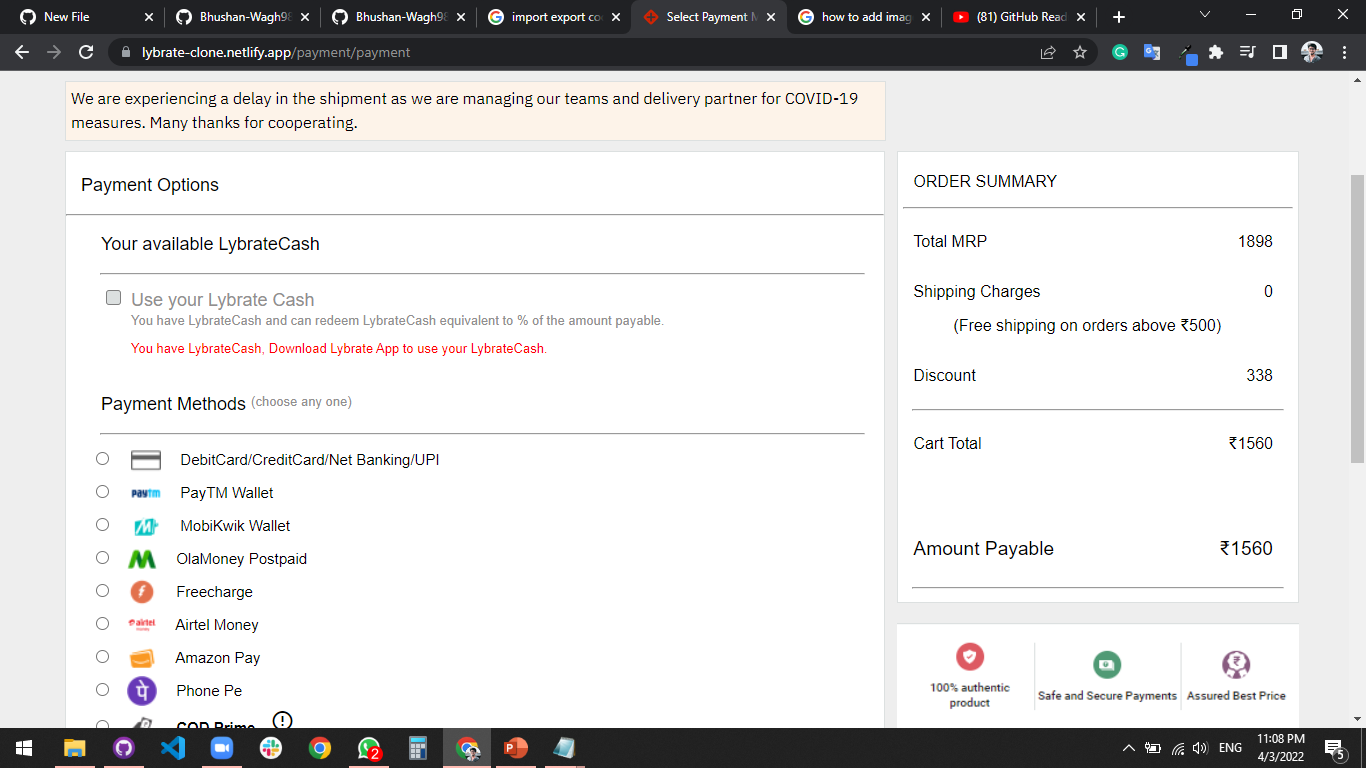 New File
Bhushan-Wagh98
Bhushan-Wagh98
import export co
Select Payment M
how to add imag
(81) GitHub Read
lybrate-clone.netlify.app/payment/payment
We are experiencing a delay in the shipment as we are managing our teams and delivery partner for COVID-19
measures. Many thanks for cooperating.
Payment Options
Your available LybrateCash
Use your Lybrate Cash
You have LybrateCash and can redeem LybrateCash equivalent to % of the amount payable.
You have LybrateCash, Download Lybrate App to use your LybrateCash.
Payment Methods (choose any one)
DebitCard/CreditCard/Net Banking/UPI
paytm PayTM Wallet
MobiKwik Wallet
OlaMoney Postpaid
Freecharge
airtel Airtel Money
Amazon Pay
पे Phone Pe
COD Prime
ORDER SUMMARY
Total MRP 1898
Shipping Charges 0
(Free shipping on orders above ₹500)
Discount 338
Cart Total ₹1560
Amount Payable ₹1560
100% authentic
product
Safe and Secure Payments
Assured Best Price
2
ENG
11:08 PM
4/3/2022
5